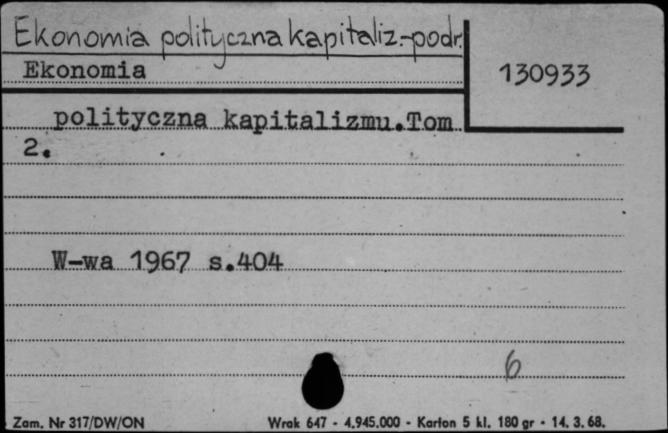 Ekonomia polityczna kapitaliz.-podr.
Ekonomia
130933
polityczna kapitalizmu.Tom
2.
W-wa 1967 s.404
6
Zam. Nr 317/DW/ON
Wrak 647 - 4.945.000 - Karton 5 kl. 180 gr - 14. 3. 68.